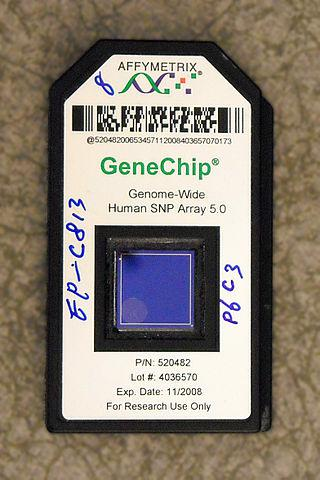 AFFYMETRIX
8
@52048200653457112008403657070173
GeneChip®
Genome-Wide
Human SNP Array 5.0
EP-C813
P6C3
P/N: 520482
Lot #: 4036570
Exp. Date: 11/2008
For Research Use Only